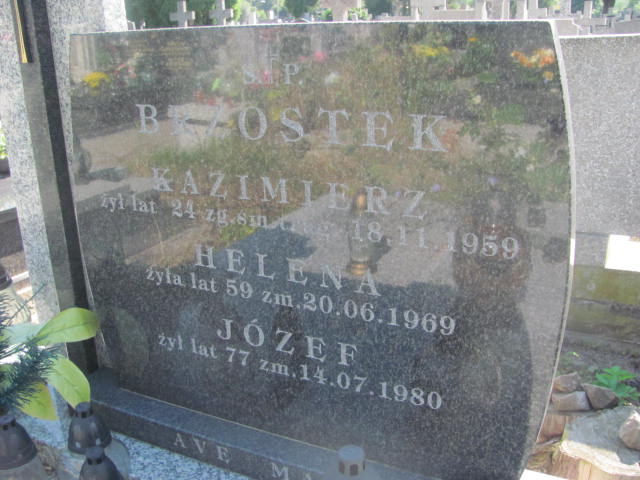 Ś.P.
BRZOSTEK
KAZIMIERZ
żył lat 24 zg. 18.11.1959
HELENA
żyła lat 59 zm.20.06.1969
JÓZEF
żył lat 77 zm.14.07.1980
AVE